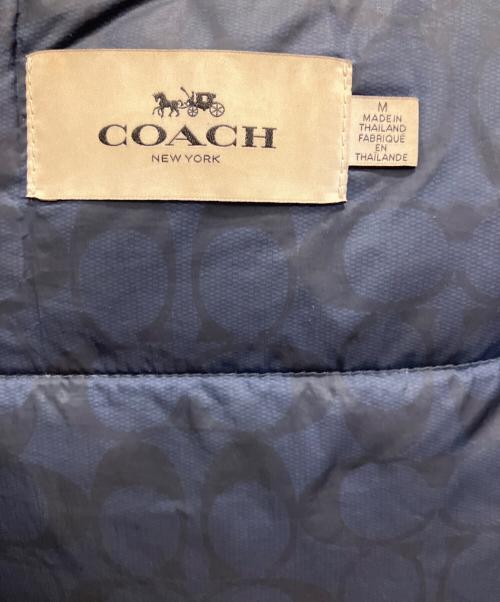 COACH
NEW YORK
M
MADE IN
THAILAND
FABRIQUÉ
EN
THAÏLANDE